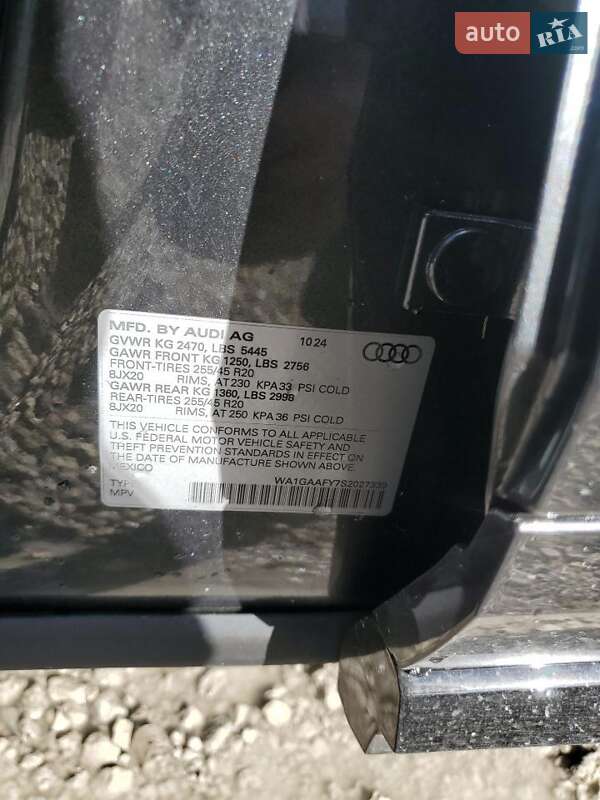 auto RIA.com
MFD. BY AUDI AG 10 24
GVWR KG 2470, LBS 5445
GAWR FRONT KG 1250, LBS 2756
FRONT-TIRES 255/45 R20
8JX20 RIMS, AT 230 KPA 33 PSI COLD
GAWR REAR KG 1360, LBS 2998
REAR-TIRES 255/45 R20
8JX20 RIMS, AT 250 KPA 36 PSI COLD
THIS VEHICLE CONFORMS TO ALL APPLICABLE
U.S. FEDERAL MOTOR VEHICLE SAFETY AND
THEFT PREVENTION STANDARDS IN EFFECT ON
THE DATE OF MANUFACTURE SHOWN ABOVE.
MEXICO
WA1GAAFY7S2027339
MPV